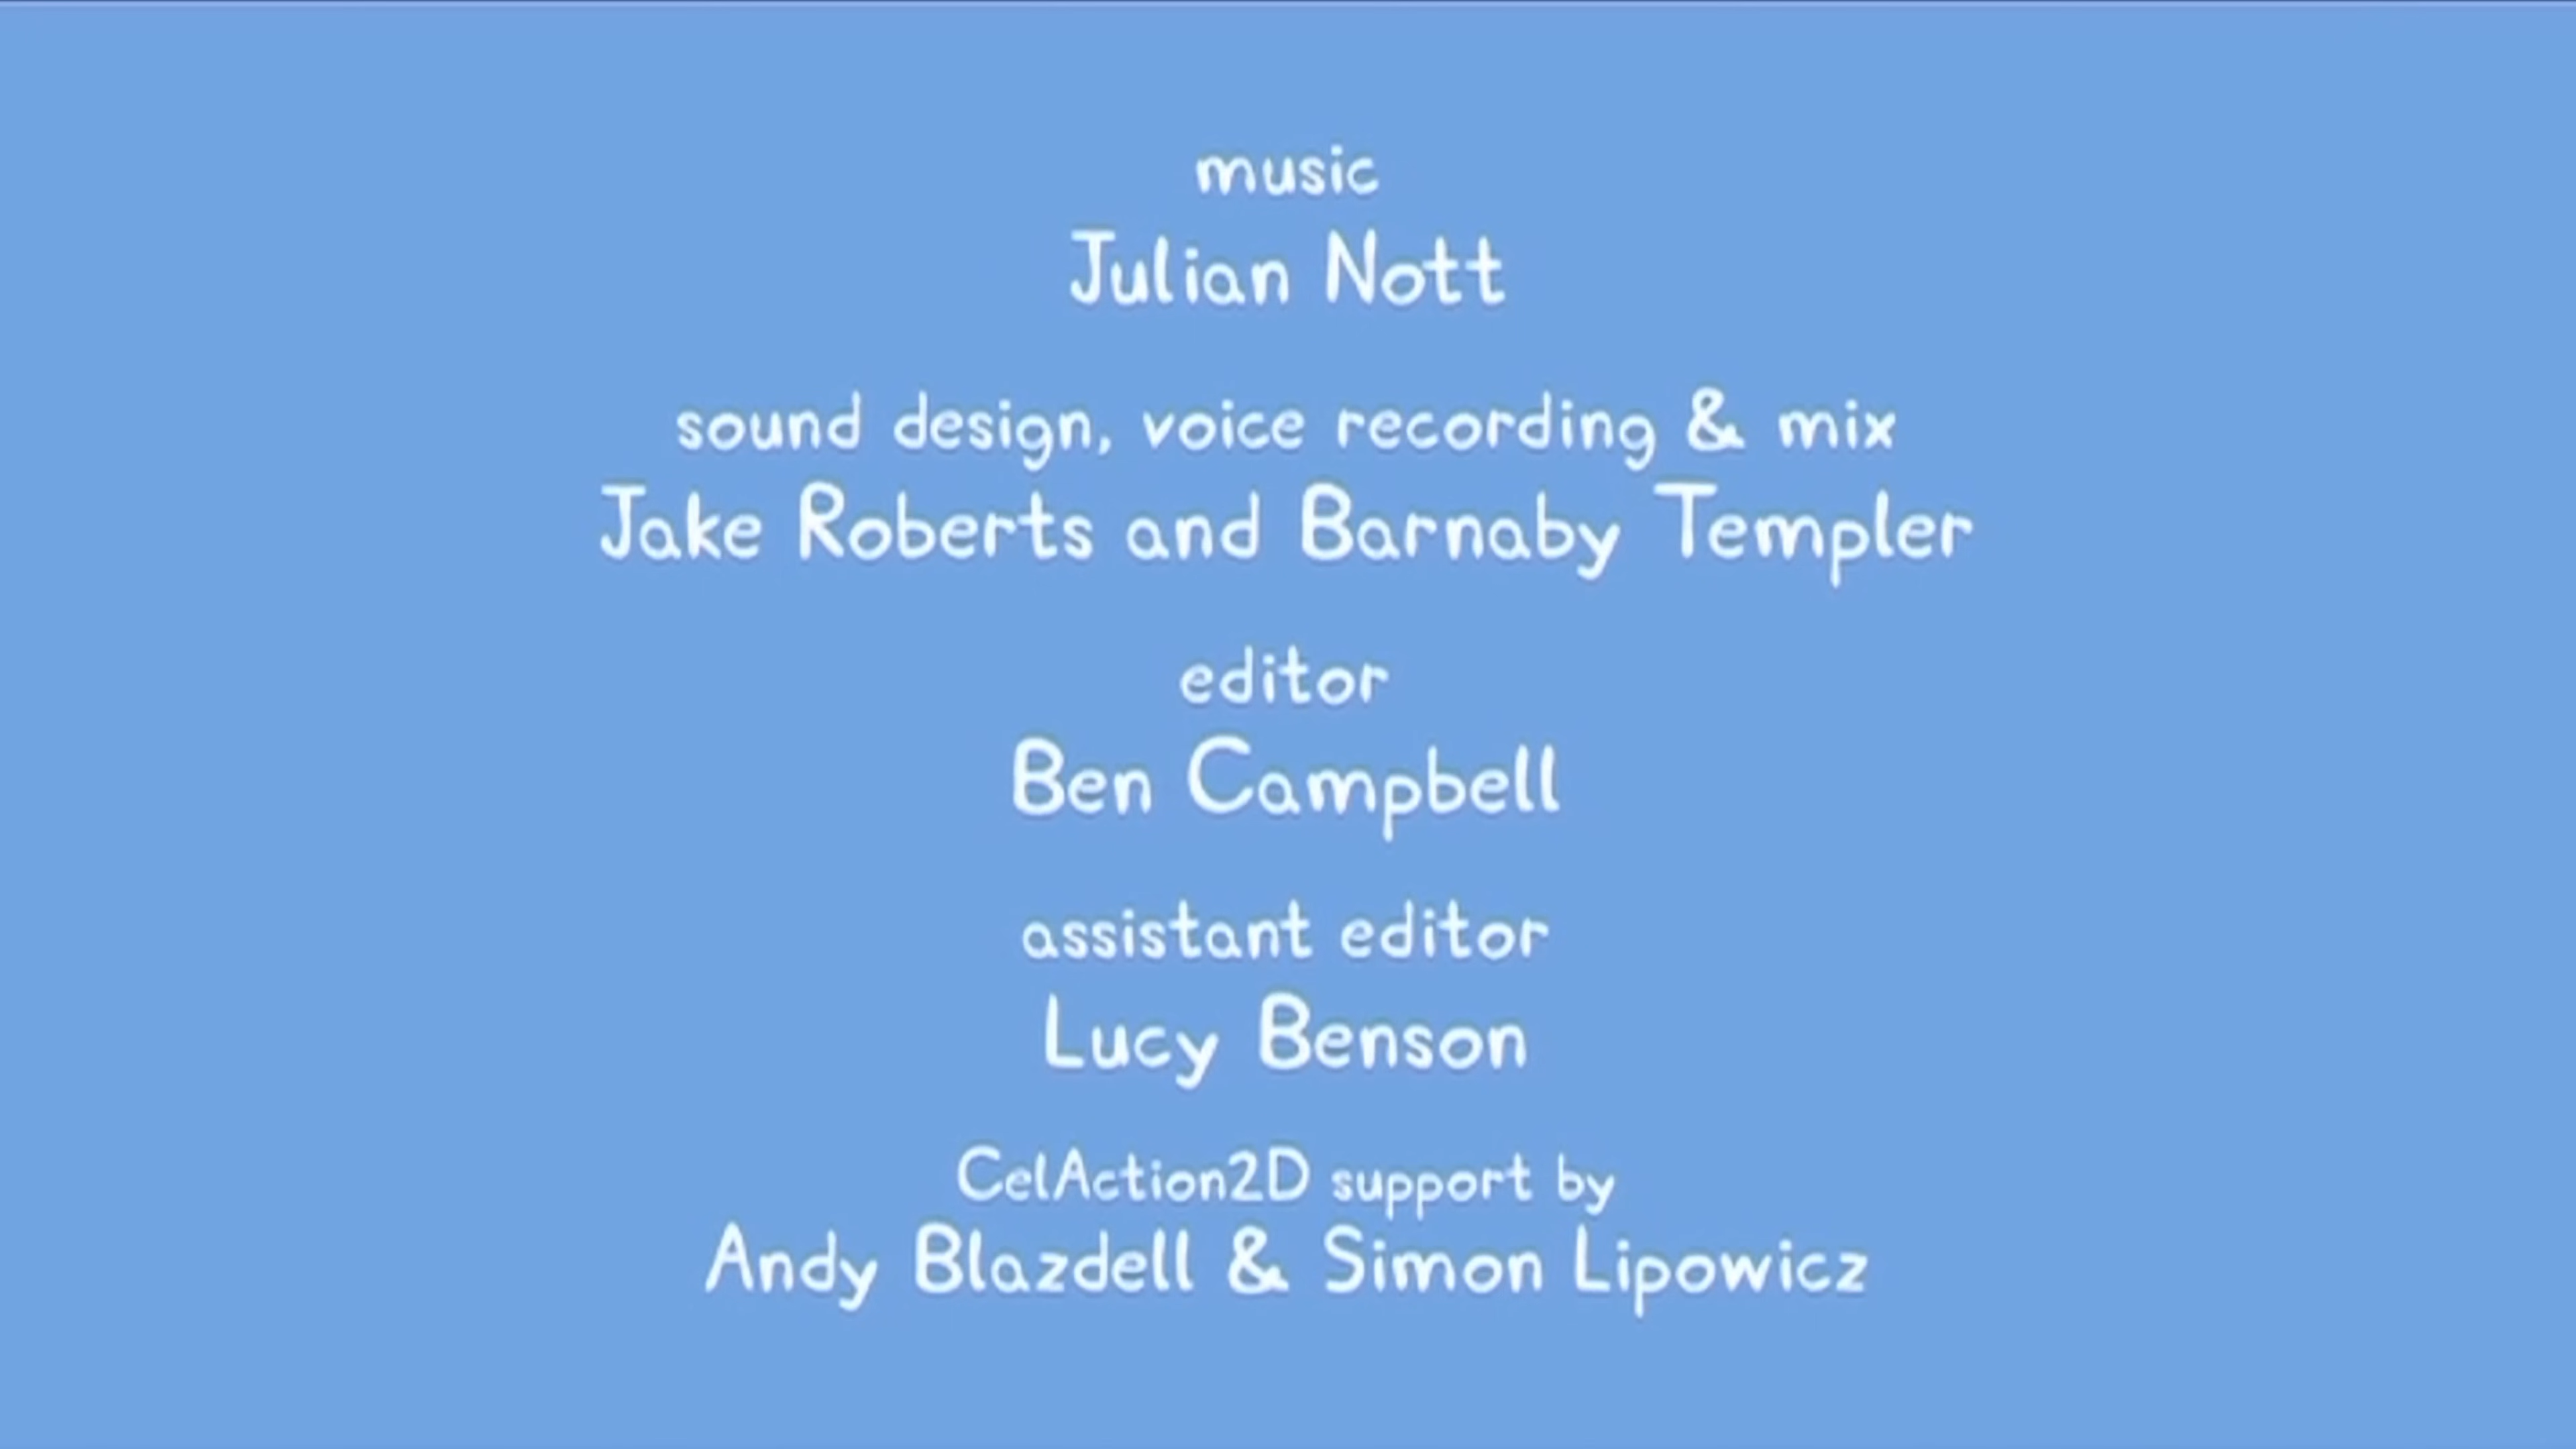 music
Julian Nott
sound design, voice recording & mix
Jake Roberts and Barnaby Templer
editor
Ben Campbell
assistant editor
Lucy Benson
CelAction2D support by
Andy Blazdell & Simon Lipowicz